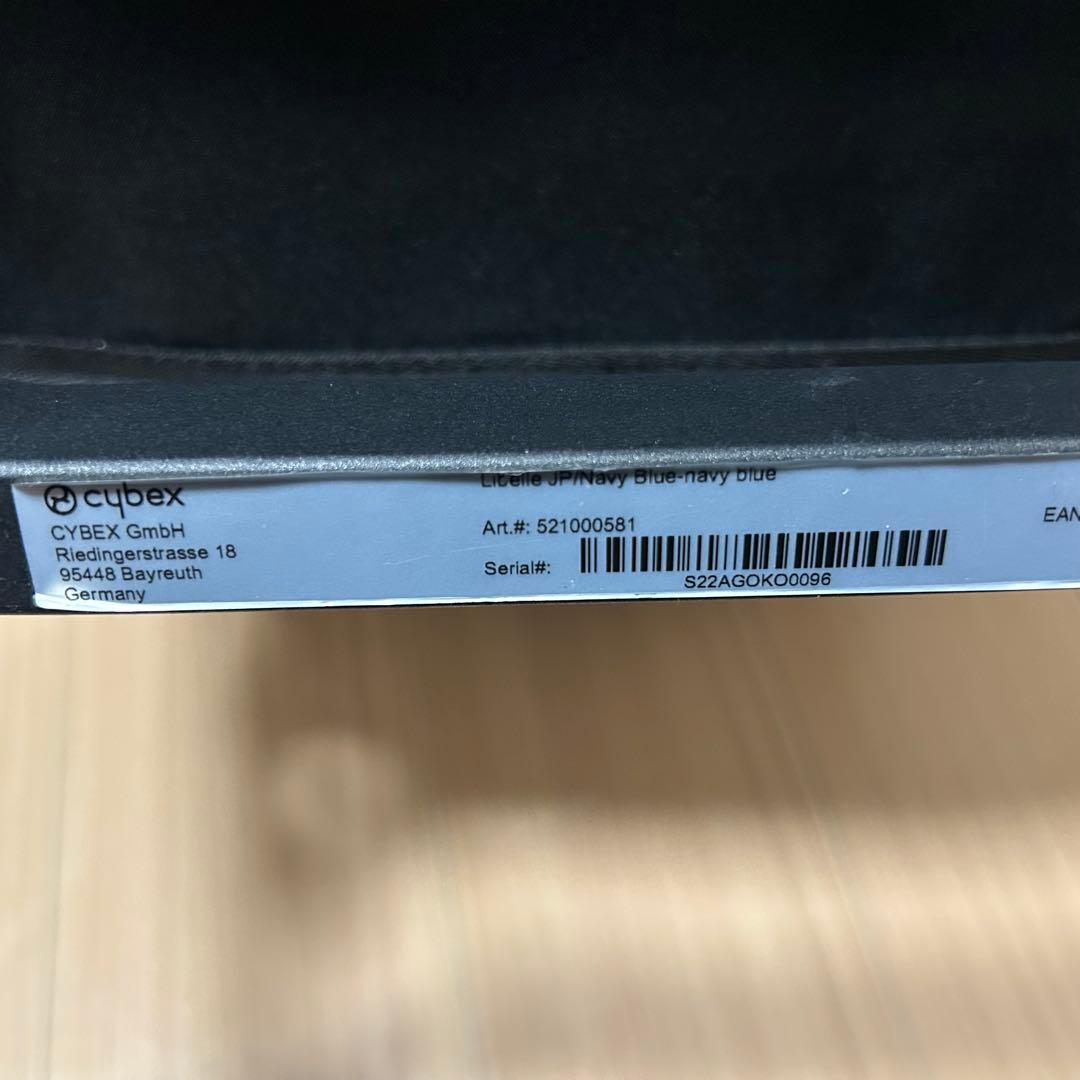 cybex
CYBEX GmbH
Riedingerstrasse 18
95448 Bayreuth
Germany
Libelle JP/Navy Blue-navy blue
Art.#: 521000581
Serial#:
S22AGOKO0096
EAN